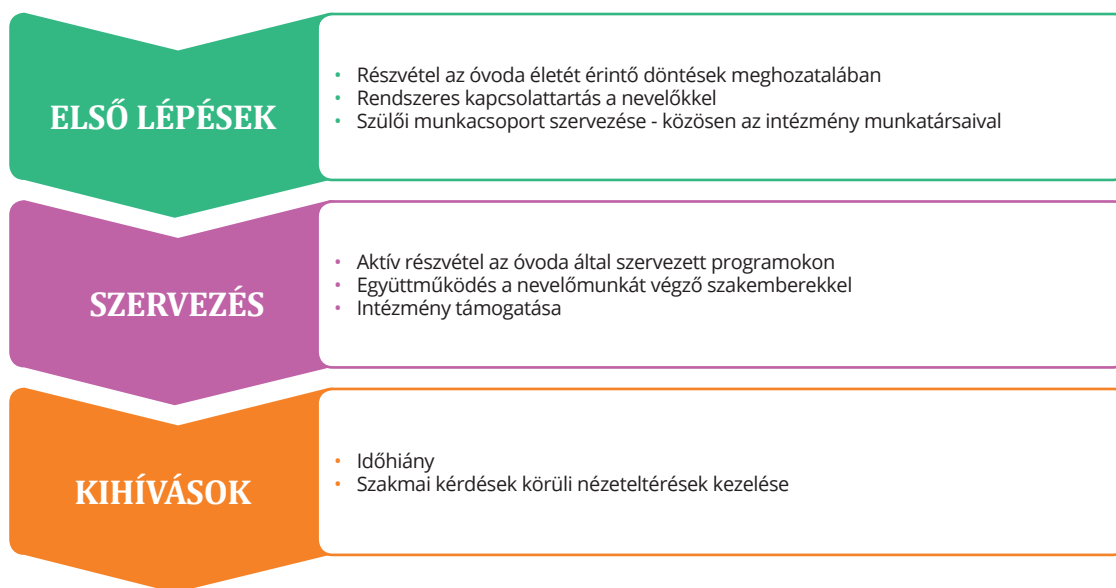 ELSŐ LÉPÉSEK
• Részvétel az óvoda életét érintő döntések meghozatalában
• Rendszeres kapcsolattartás a nevelőkkel
• Szülői munkacsoport szervezése - közösen az intézmény munkatársaival
SZERVEZÉS
• Aktív részvétel az óvoda által szervezett programokon
• Együttműködés a nevelőmunkát végző szakemberekkel
• Intézmény támogatása
KIHÍVÁSOK
• Időhiány
• Szakmai kérdések körüli nézeteltérések kezelése